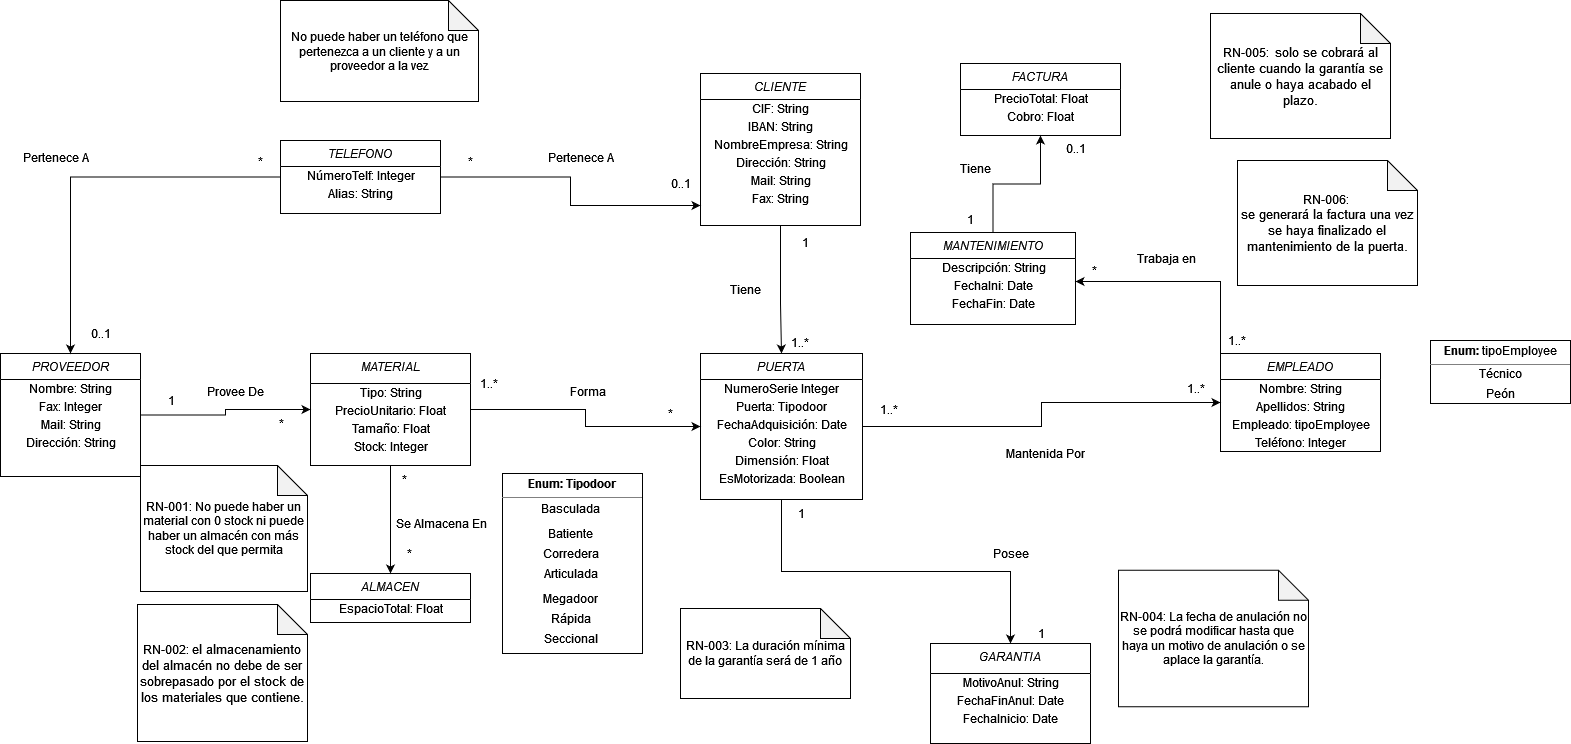 No puede haber un teléfono que
pertenezca a un cliente y a un
proveedor a la vez
CLIENTE
CIF: String
IBAN: String
NombreEmpresa: String
Dirección: String
Mail: String
Fax: String
FACTURA
PrecioTotal: Float
Cobro: Float
RN-005: solo se cobrará al
cliente cuando la garantía se
anule o haya acabado el
plazo.
Pertenece A
*
TELEFONO
NúmeroTelf: Integer
Alias: String
*
Pertenece A
0..1
0..1
Tiene
1
RN-006:
se generará la factura una vez
se haya finalizado el
mantenimiento de la puerta.
MANTENIMIENTO
Descripción: String
FechaIni: Date
FechaFin: Date
*
Trabaja en
1
Tiene
1..*
0..1
1..*
PROVEEDOR
Nombre: String
Fax: Integer
Mail: String
Dirección: String
1
Provee De
*
MATERIAL
Tipo: String
PrecioUnitario: Float
Tamaño: Float
Stock: Integer
1..*
Forma
*
PUERTA
NumeroSerie Integer
Puerta: Tipodoor
FechaAdquisición: Date
Color: String
Dimensión: Float
EsMotorizada: Boolean
1..*
Mantenida Por
1..*
EMPLEADO
Nombre: String
Apellidos: String
Empleado: tipoEmployee
Teléfono: Integer
Enum: tipoEmployee
Técnico
Peón
RN-001: No puede haber un
material con 0 stock ni puede
haber un almacén con más
stock del que permita
*
Se Almacena En
*
ALMACEN
EspacioTotal: Float
Enum: Tipodoor
Basculada
Batiente
Corredera
Articulada
Megadoor
Rápida
Seccional
1
Posee
1
RN-002: el almacenamiento
del almacén no debe de ser
sobrepasado por el stock de
los materiales que contiene.
RN-003: La duración mínima
de la garantía será de 1 año
GARANTIA
MotivoAnul: String
FechaFinAnul: Date
FechaInicio: Date
RN-004: La fecha de anulación no
se podrá modificar hasta que
haya un motivo de anulación o se
aplace la garantía.